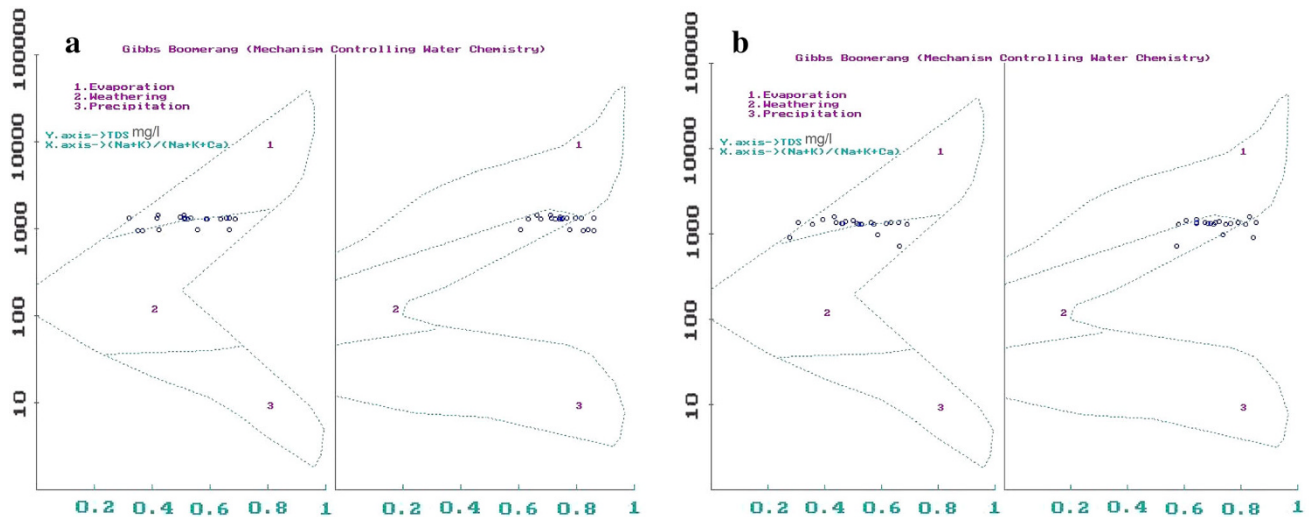 a
Gibbs Boomerang (Mechanism Controlling Water Chemistry)
1.Evaporation
2.Weathering
3.Precipitation
Y.axis->TDS mg/l
X.axis->(Na+K)/(Na+K+Ca)
100000
10000
1000
100
10
1
2
3
1
2
3
0.2 0.4 0.6 0.8 1 0.2 0.4 0.6 0.8 1
b
Gibbs Boomerang (Mechanism Controlling Water Chemistry)
1.Evaporation
2.Weathering
3.Precipitation
Y.axis->TDS mg/l
X.axis->(Na+K)/(Na+K+Ca)
100000
10000
1000
100
10
1
2
3
1
2
3
0.2 0.4 0.6 0.8 1 0.2 0.4 0.6 0.8 1